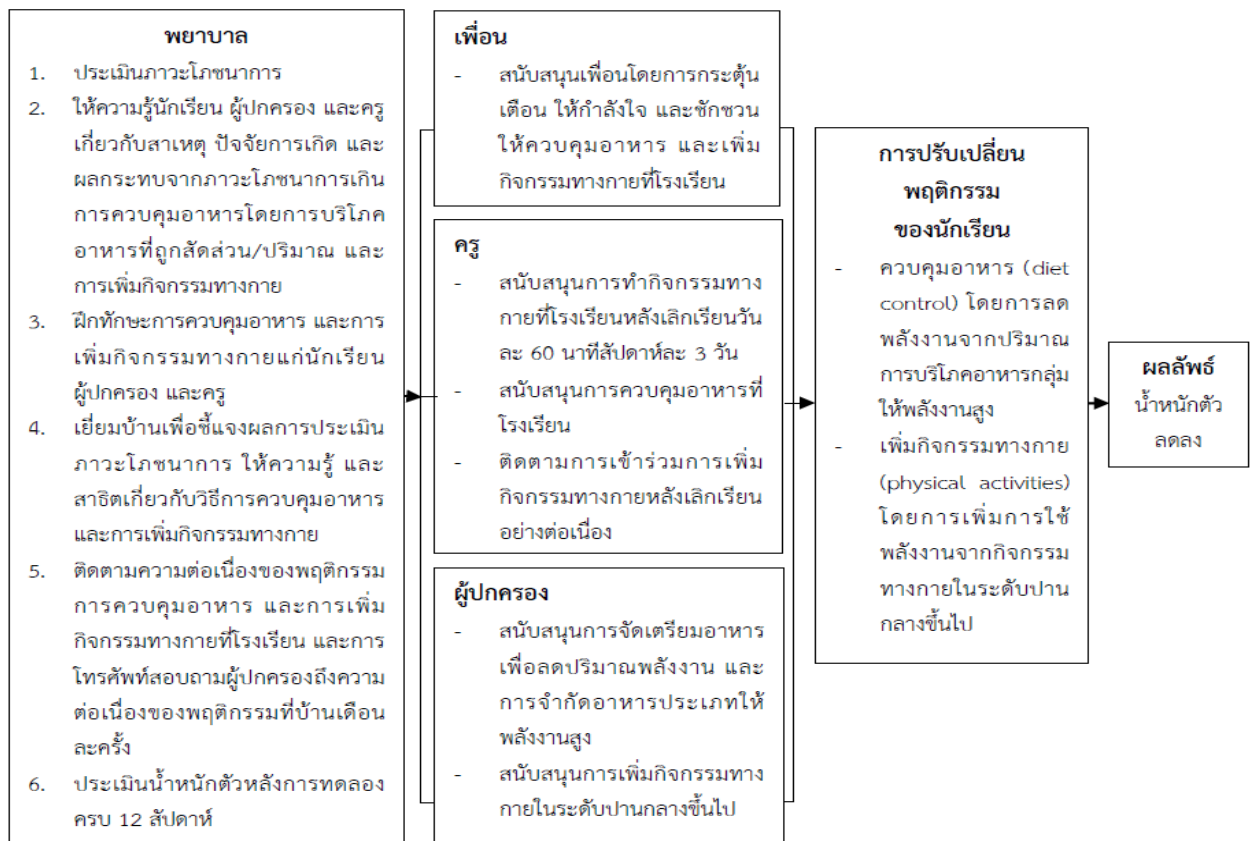 พยาบาล
1. ประเมินภาวะโภชนาการ
2. ให้ความรู้นักเรียน ผู้ปกครอง และครู
เกี่ยวกับสาเหตุ ปัจจัยการเกิด และ
ผลกระทบจากภาวะโภชนาการเกิน
การควบคุมอาหารโดยการบริโภค
อาหารที่ถูกสัดส่วน/ปริมาณ และ
การเพิ่มกิจกรรมทางกาย
3. ฝึกทักษะการควบคุมอาหาร และการ
เพิ่มกิจกรรมทางกายแก่นักเรียน
ผู้ปกครอง และครู
4. เยี่ยมบ้านเพื่อชี้แจงผลการประเมิน
ภาวะโภชนาการ ให้ความรู้ และ
สาธิตเกี่ยวกับวิธีการควบคุมอาหาร
และการเพิ่มกิจกรรมทางกาย
5. ติดตามความต่อเนื่องของพฤติกรรม
การควบคุมอาหาร และการเพิ่ม
กิจกรรมทางกายที่โรงเรียน และการ
โทรศัพท์สอบถามผู้ปกครองถึงความ
ต่อเนื่องของพฤติกรรมที่บ้านเดือน
ละครั้ง
6. ประเมินน้ำหนักตัวหลังการทดลอง
ครบ 12 สัปดาห์
เพื่อน
- สนับสนุนเพื่อนโดยการกระตุ้น
เตือน ให้กำลังใจ และชักชวน
ให้ควบคุมอาหาร และเพิ่ม
กิจกรรมทางกายที่โรงเรียน
ครู
- สนับสนุนการทำกิจกรรมทาง
กายที่โรงเรียนหลังเลิกเรียนวัน
ละ 60 นาทีสัปดาห์ละ 3 วัน
- สนับสนุนการควบคุมอาหารที่
โรงเรียน
- ติดตามการเข้าร่วมการเพิ่ม
กิจกรรมทางกายหลังเลิกเรียน
อย่างต่อเนื่อง
ผู้ปกครอง
- สนับสนุนการจัดเตรียมอาหาร
เพื่อลดปริมาณพลังงาน และ
การจำกัดอาหารประเภทให้
พลังงานสูง
- สนับสนุนการเพิ่มกิจกรรมทาง
กายในระดับปานกลางขึ้นไป
การปรับเปลี่ยน
พฤติกรรม
ของนักเรียน
- ควบคุมอาหาร (diet
control) โดยการลด
พลังงานจากปริมาณ
การบริโภคอาหารกลุ่ม
ให้พลังงานสูง
- เพิ่มกิจกรรมทางกาย
(physical activities)
โดยการเพิ่มการใช้
พลังงานจากกิจกรรม
ทางกายในระดับปาน
กลางขึ้นไป
ผลลัพธ์
น้ำหนักตัว
ลดลง